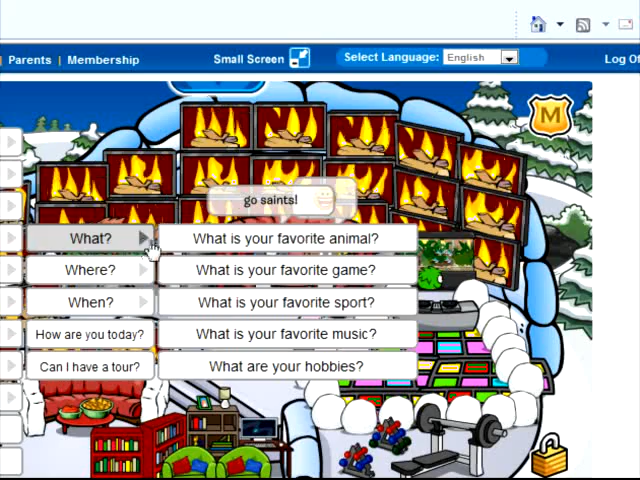 Parents | Membership
Small Screen
Select Language: English
Log Of
M
go saints!
What?
What is your favorite animal?
Where?
What is your favorite game?
When?
What is your favorite sport?
How are you today?
What is your favorite music?
Can I have a tour?
What are your hobbies?